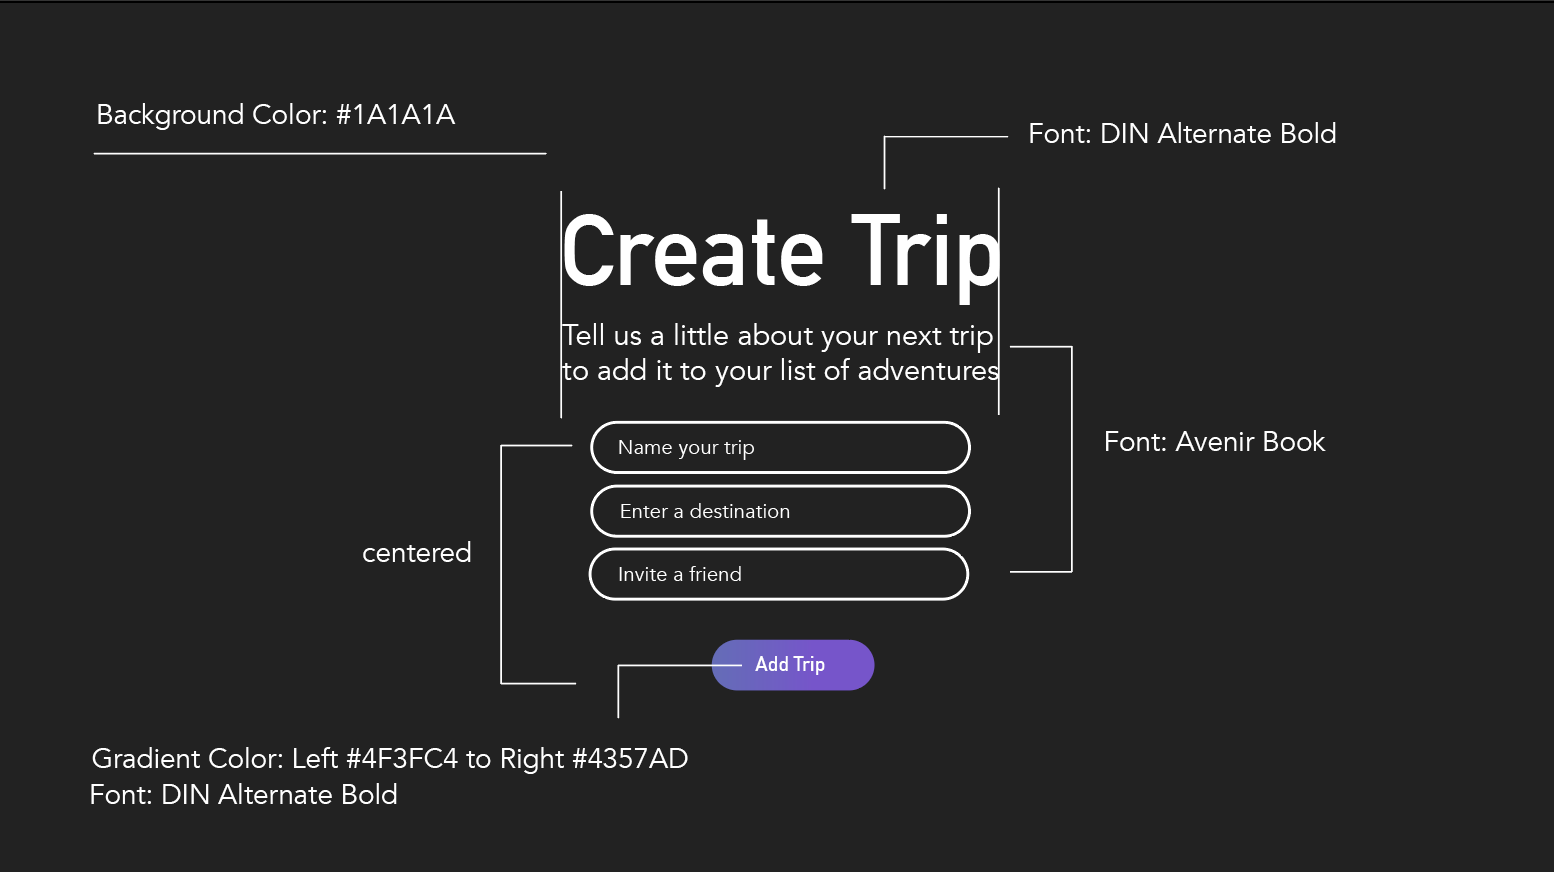 Background Color: #1A1A1A
Font: DIN Alternate Bold
Create Trip
Tell us a little about your next trip
to add it to your list of adventures
Name your trip
Font: Avenir Book
Enter a destination
centered
Invite a friend
Add Trip
Gradient Color: Left #4F3FC4 to Right #4357AD
Font: DIN Alternate Bold